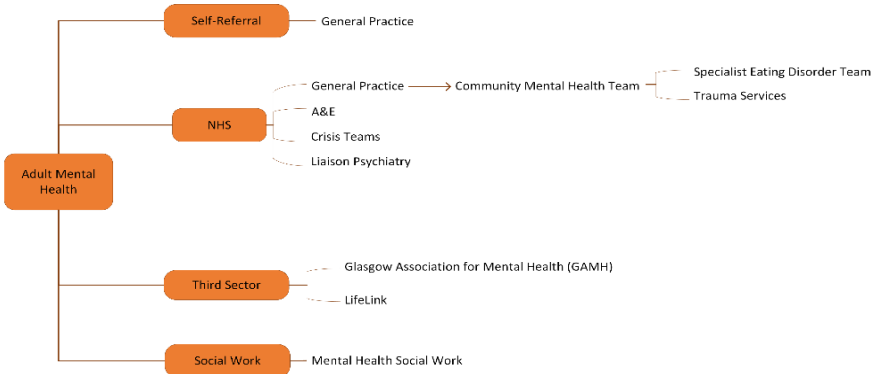 Self-Referral
General Practice
General Practice
Community Mental Health Team
Specialist Eating Disorder Team
Trauma Services
NHS
A&E
Crisis Teams
Liaison Psychiatry
Adult Mental
Health
Third Sector
Glasgow Association for Mental Health (GAMH)
LifeLink
Social Work
Mental Health Social Work